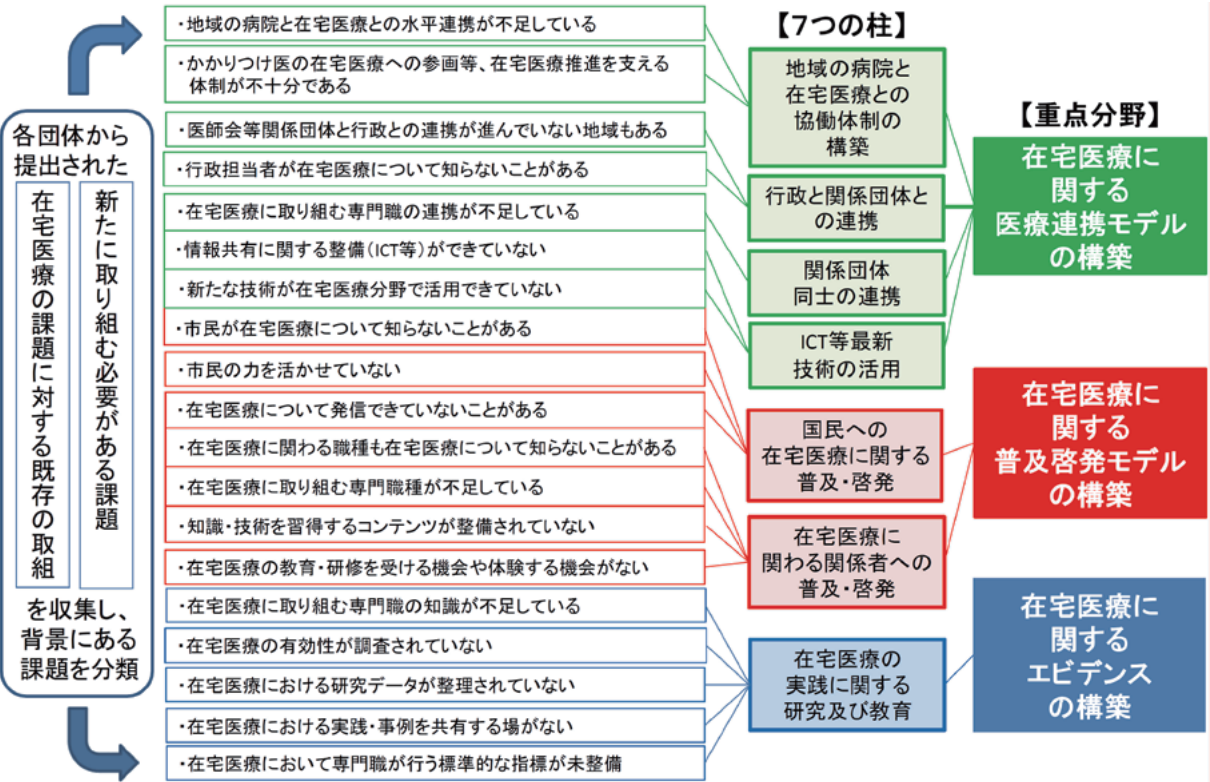 各団体から
提出された
新たに取り組む必要がある課題
在宅医療の課題に対する既存の取組
を収集し、
背景にある
課題を分類
・地域の病院と在宅医療との水平連携が不足している
・かかりつけ医の在宅医療への参画等、在宅医療推進を支える
体制が不十分である
・医師会等関係団体と行政との連携が進んでいない地域もある
・行政担当者が在宅医療について知らないことがある
・在宅医療に取り組む専門職の連携が不足している
・情報共有に関する整備(ICT等)ができていない
・新たな技術が在宅医療分野で活用できていない
・市民が在宅医療について知らないことがある
・市民の力を活かせていない
・在宅医療について発信できていないことがある
・在宅医療に関わる職種も在宅医療について知らないことがある
・在宅医療に取り組む専門職種が不足している
・知識・技術を習得するコンテンツが整備されていない
・在宅医療の教育・研修を受ける機会や体験する機会がない
・在宅医療に取り組む専門職の知識が不足している
・在宅医療の有効性が調査されていない
・在宅医療における研究データが整理されていない
・在宅医療における実践・事例を共有する場がない
・在宅医療において専門職が行う標準的な指標が未整備
【7つの柱】
地域の病院と
在宅医療との
協働体制の
構築
行政と関係団体と
の連携
関係団体
同士の連携
ICT等最新
技術の活用
国民への
在宅医療に関する
普及・啓発
在宅医療に
関わる関係者への
普及・啓発
在宅医療の
実践に関する
研究及び教育
【重点分野】
在宅医療に
関する
医療連携モデル
の構築
在宅医療に
関する
普及啓発モデル
の構築
在宅医療に
関する
エビデンス
の構築